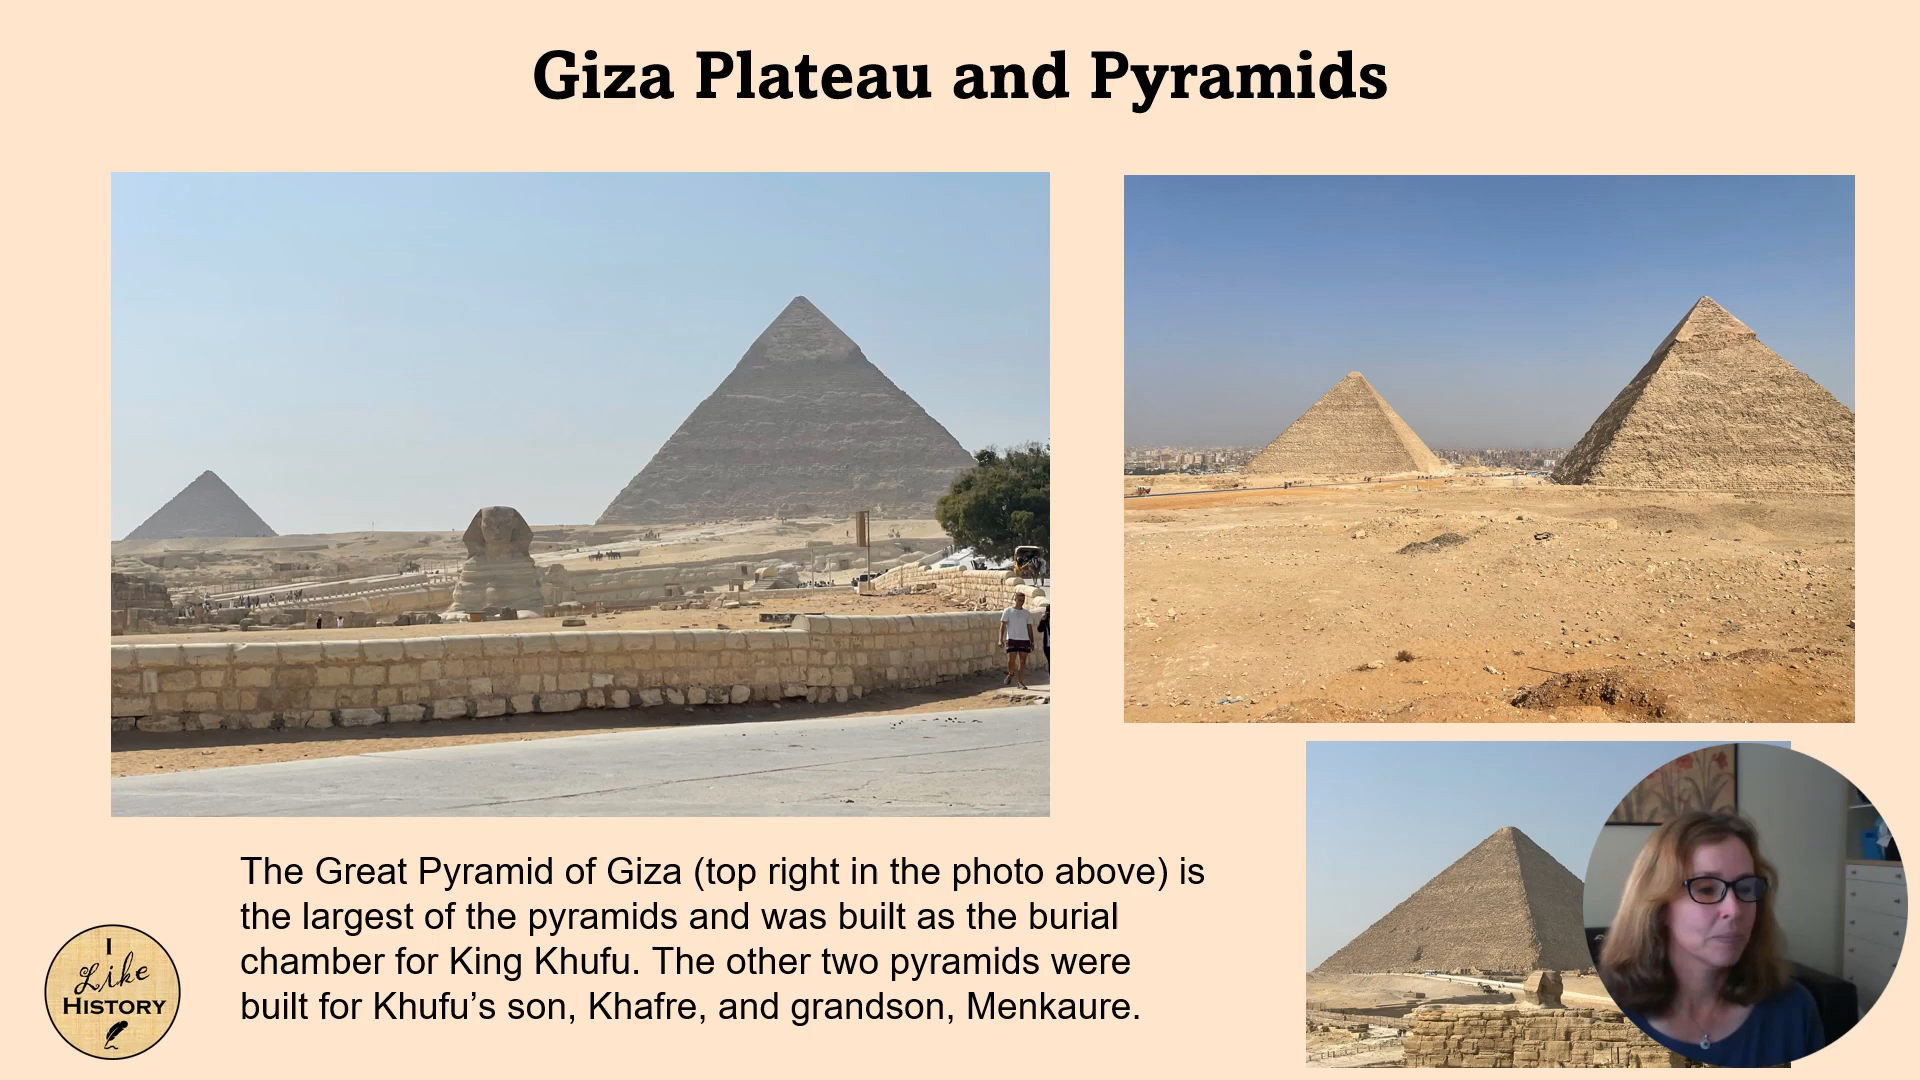 Giza Plateau and Pyramids
The Great Pyramid of Giza (top right in the photo above) is
the largest of the pyramids and was built as the burial
chamber for King Khufu. The other two pyramids were
built for Khufu’s son, Khafre, and grandson, Menkaure.
I
Like
HISTORY